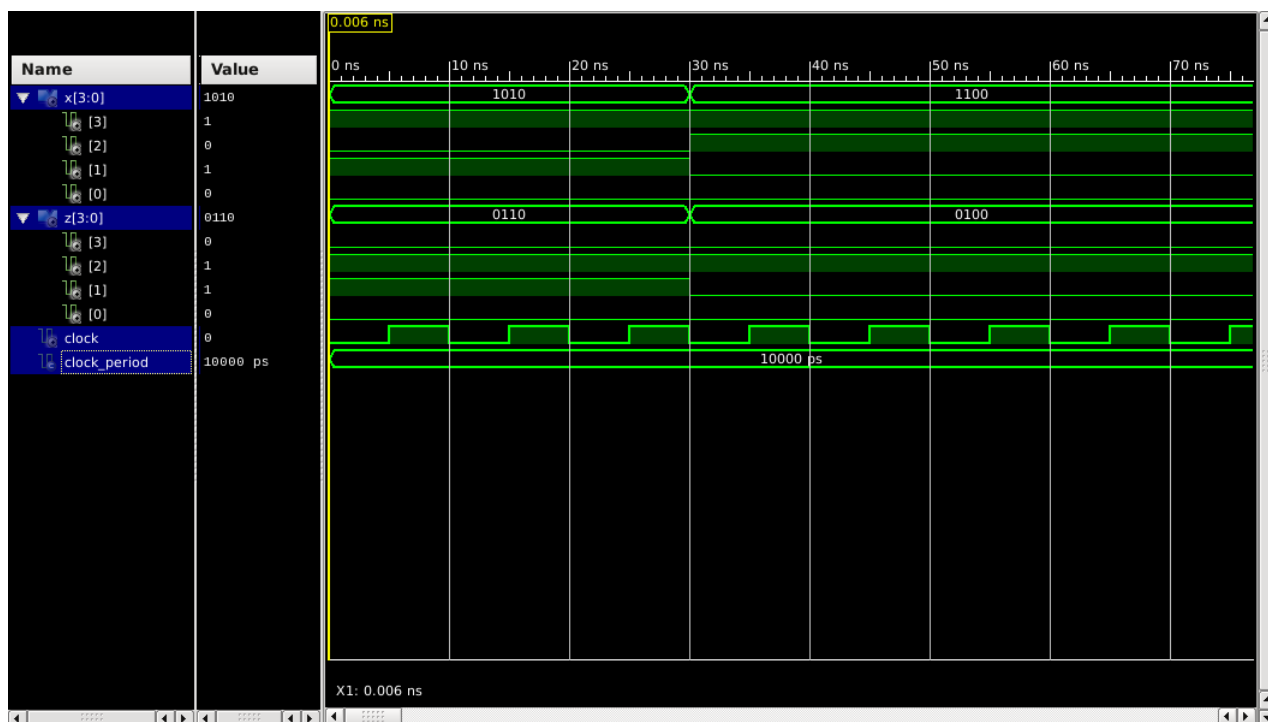 0.006 ns
Name Value 0 ns 10 ns 20 ns 30 ns 40 ns 50 ns 60 ns 70 ns
x[3:0] 1010 1010 1100
[3] 1
[2] 0
[1] 1
[0] 0
z[3:0] 0110 0110 0100
[3] 0
[2] 1
[1] 1
[0] 0
clock 0
clock_period 10000 ps 10000 ps
X1: 0.006 ns